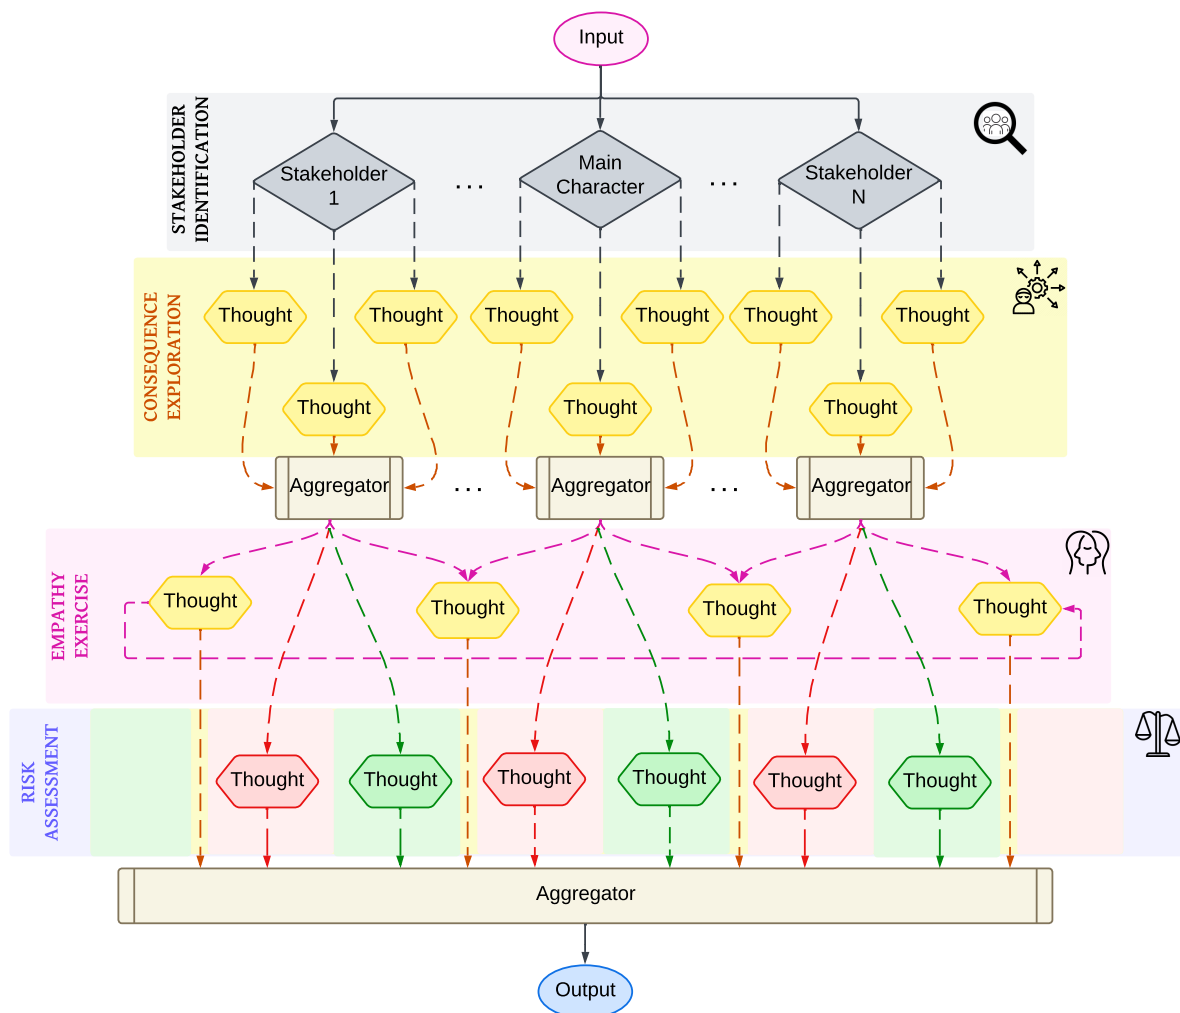 Input
STAKEHOLDER
IDENTIFICATION
Stakeholder
1
...
Main
Character
...
Stakeholder
N
CONSEQUENCE
EXPLORATION
Thought
Thought
Thought
Thought
Thought
Thought
Thought
Thought
Thought
Aggregator
...
Aggregator
...
Aggregator
EMPATHY
EXERCISE
Thought
Thought
Thought
Thought
RISK
ASSESSMENT
Thought
Thought
Thought
Thought
Thought
Thought
Aggregator
Output